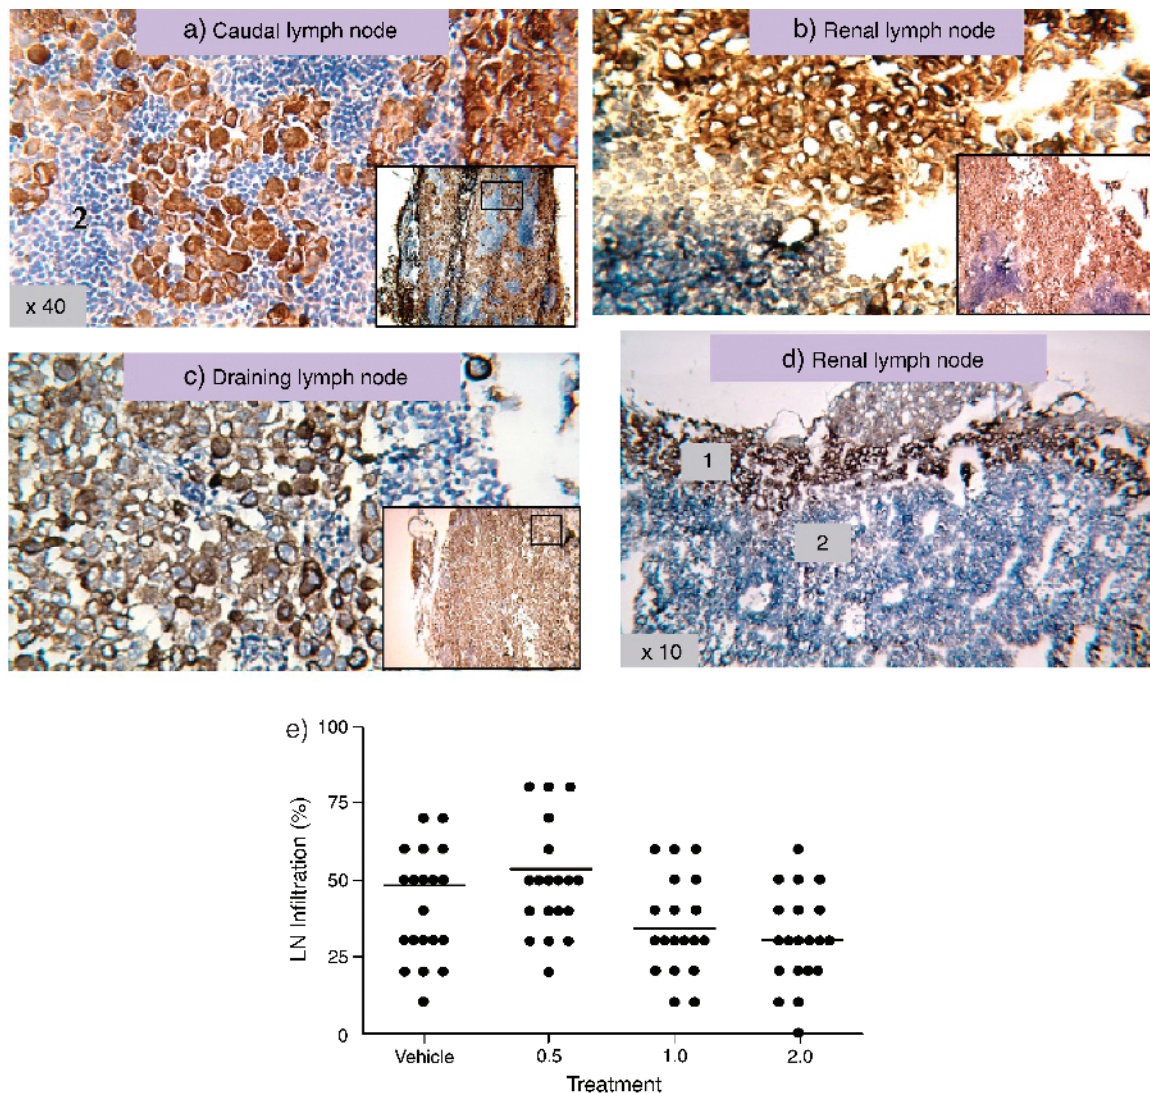 a) Caudal lymph node
2
x 40
b) Renal lymph node
c) Draining lymph node
d) Renal lymph node
1
2
x 10
e)
LN Infiltration (%)
100
75
50
25
0
Vehicle 0.5 1.0 2.0
Treatment